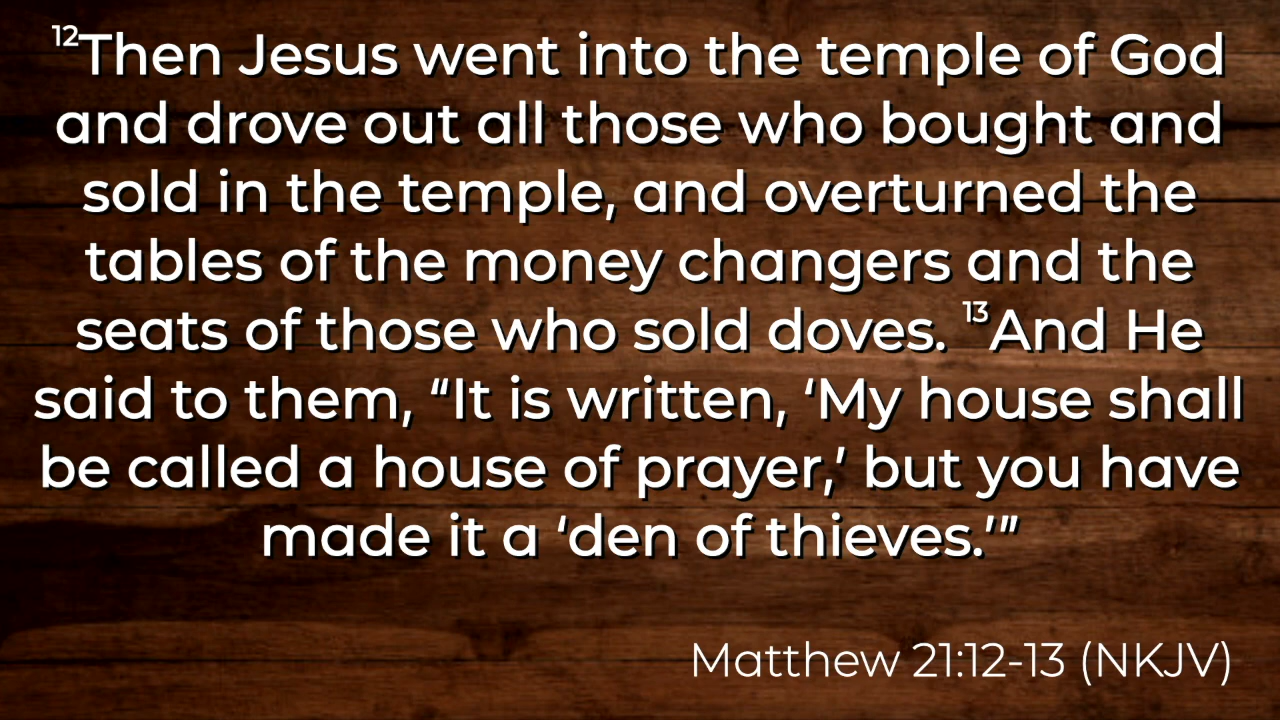 ¹²Then Jesus went into the temple of God
and drove out all those who bought and
sold in the temple, and overturned the
tables of the money changers and the
seats of those who sold doves. ¹³And He
said to them, “It is written, ‘My house shall
be called a house of prayer,’ but you have
made it a ‘den of thieves.’”
Matthew 21:12-13 (NKJV)